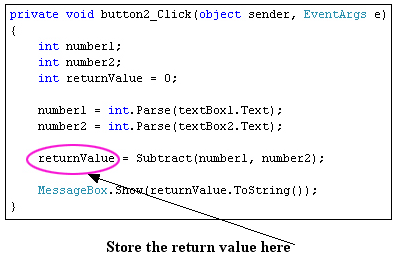 private void button2_Click(object sender, EventArgs e)
{
int number1;
int number2;
int returnValue = 0;
number1 = int.Parse(textBox1.Text);
number2 = int.Parse(textBox2.Text);
returnValue = Subtract(number1, number2);
MessageBox.Show(returnValue.ToString());
}
Store the return value here